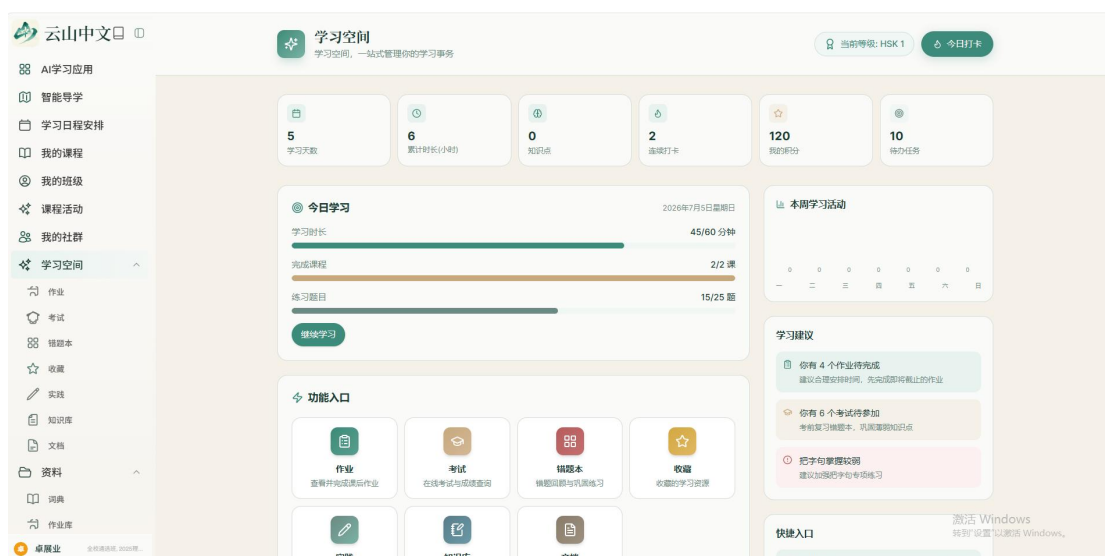 云山中文
AI学习应用
智能导学
学习日程安排
我的课程
我的班级
课程活动
我的社群
学习空间
作业
考试
错题本
收藏
实践
知识库
文档
资料
词典
作业库
卓展业
学习空间
学习空间，一站式管理你的学习事务
当前等级: HSK 1
今日打卡
5
学习天数
6
累计时长(小时)
0
知识点
2
连续打卡
120
我的积分
10
待办任务
今日学习
2026年7月5日星期日
学习时长
45/60 分钟
完成课程
2/2 课
练习题目
15/25 题
继续学习
功能入口
作业
查看并完成课后作业
考试
在线考试与成绩查询
错题本
错题回顾与巩固练习
收藏
收藏的学习资源
本周学习活动
0 0 0 0 0 0 0
一 二 三 四 五 六 日
学习建议
你有 4 个作业待完成
建议合理安排时间，先完成即将截止的作业
你有 6 个考试待参加
考前复习错题本，巩固薄弱知识点
把字句掌握较弱
建议加强把字句专项练习
快捷入口
激活 Windows
转到"设置"以激活 Windows。